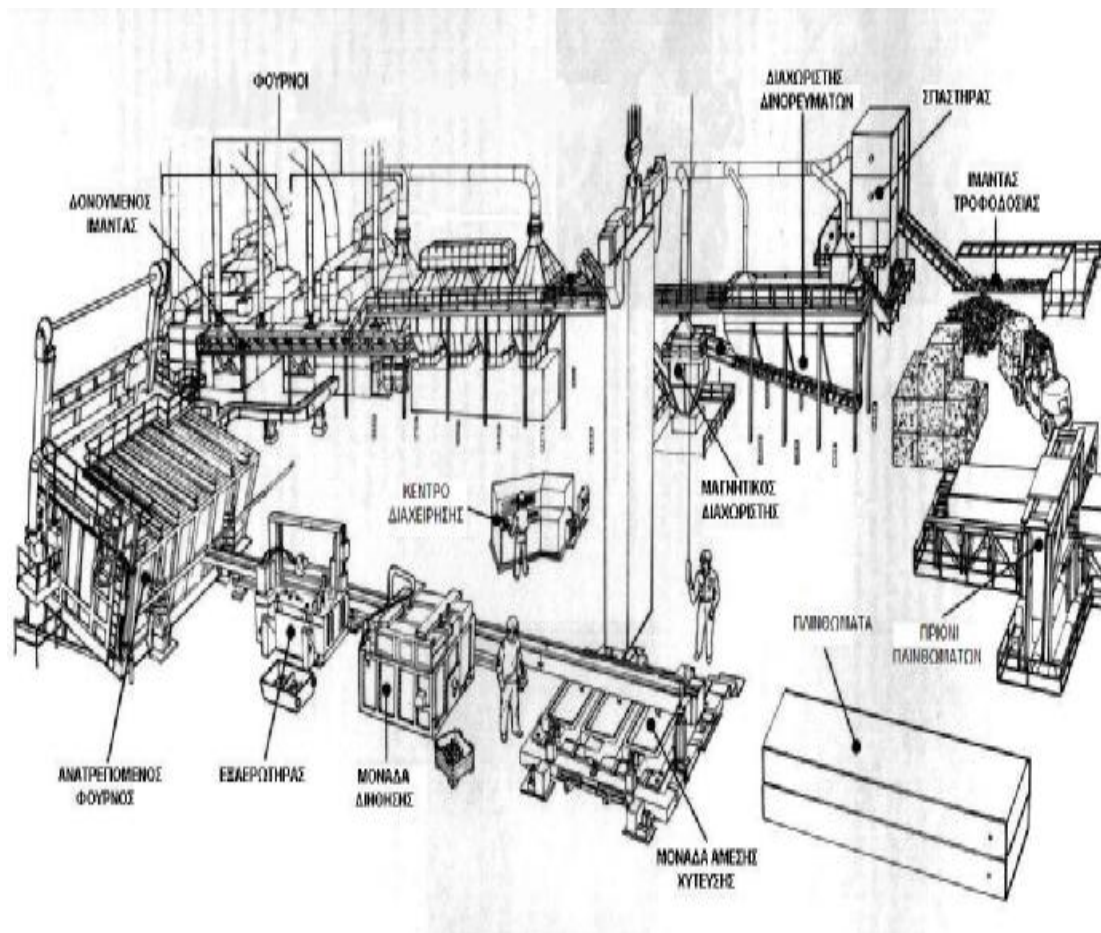 ΦΟΥΡΝΟΙ
ΔΙΑΧΩΡΙΣΤΗΣ
ΔΙΝΟΡΕΥΜΑΤΩΝ
ΣΠΑΣΤΗΡΑΣ
ΔΟΝΟΥΜΕΝΟΣ
ΙΜΑΝΤΑΣ
ΙΜΑΝΤΑΣ
ΤΡΟΦΟΔΟΣΙΑΣ
ΚΕΝΤΡΟ
ΔΙΑΧΕΙΡΗΣΗΣ
ΜΑΓΝΗΤΙΚΟΣ
ΔΙΑΧΩΡΙΣΤΗΣ
ΠΛΙΝΘΩΜΑΤΑ
ΠΡΙΟΝΙ
ΠΛΙΝΘΩΜΑΤΩΝ
ΑΝΑΤΡΕΠΟΜΕΝΟΣ
ΦΟΥΡΝΟΣ
ΕΞΑΕΡΩΤΗΡΑΣ
ΜΟΝΑΔΑ
ΔΙΗΘΗΣΗΣ
ΜΟΝΑΔΑ ΑΜΕΣΗΣ
ΧΥΤΕΥΣΗΣ